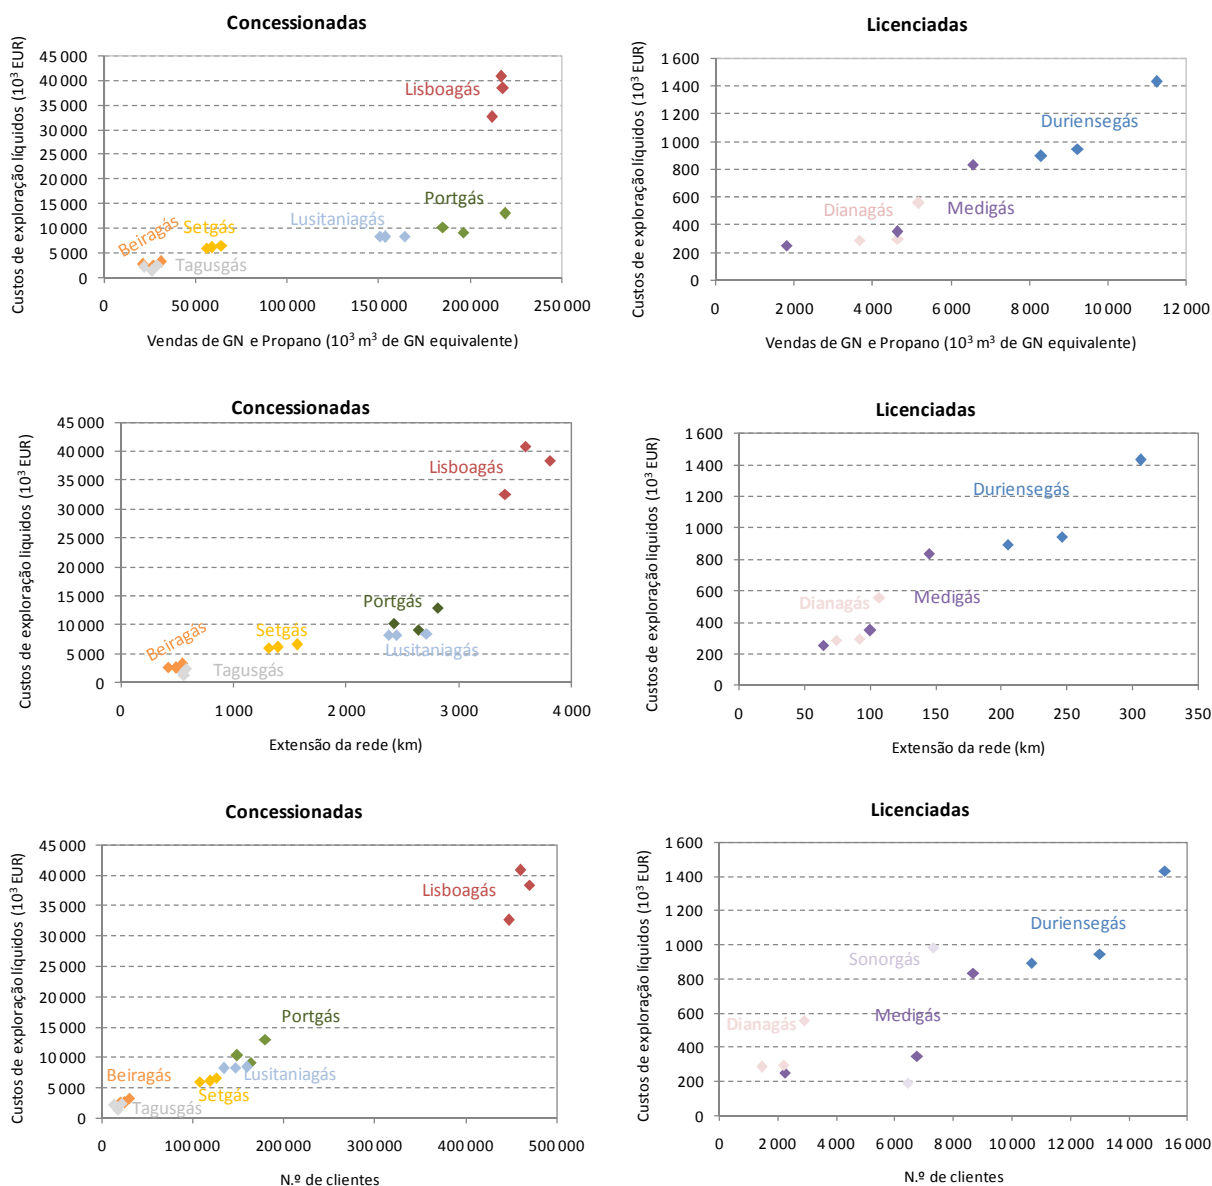 Concessionadas
Custos de exploração líquidos (10³ EUR)
45 000
40 000
35 000
30 000
25 000
20 000
15 000
10 000
5 000
0
Lisboagás
Portgás
Lusitaniagás
Setgás
Beiragás
Tagusgás
0 50 000 100 000 150 000 200 000 250 000
Vendas de GN e Propano (10³ m³ de GN equivalente)
Licenciadas
Custos de exploração líquidos (10³ EUR)
1 600
1 400
1 200
1 000
800
600
400
200
0
Duriensegás
Dianagás
Medigás
0 2 000 4 000 6 000 8 000 10 000 12 000
Vendas de GN e Propano (10³ m³ de GN equivalente)
Concessionadas
Custos de exploração liquidos (10³ EUR)
45 000
40 000
35 000
30 000
25 000
20 000
15 000
10 000
5 000
0
Lisboagás
Portgás
Setgás
Beiragás
Lusitaniagás
Tagusgás
0 1 000 2 000 3 000 4 000
Extensão da rede (km)
Licenciadas
Custos de exploração liquidos (10³ EUR)
1 600
1 400
1 200
1 000
800
600
400
200
0
Duriensegás
Dianagás
Medigás
0 50 100 150 200 250 300 350
Extensão da rede (km)
Concessionadas
Custos de exploração líquidos (10³ EUR)
45 000
40 000
35 000
30 000
25 000
20 000
15 000
10 000
5 000
0
Lisboagás
Portgás
Beiragás
Lusitaniagás
Setgás
Tagusgás
0 100 000 200 000 300 000 400 000 500 000
N.º de clientes
Licenciadas
Custos de exploração líquidos (10³ EUR)
1 600
1 400
1 200
1 000
800
600
400
200
0
Duriensegás
Sonorgás
Dianagás
Medigás
0 2 000 4 000 6 000 8 000 10 000 12 000 14 000 16 000
N.º de clientes